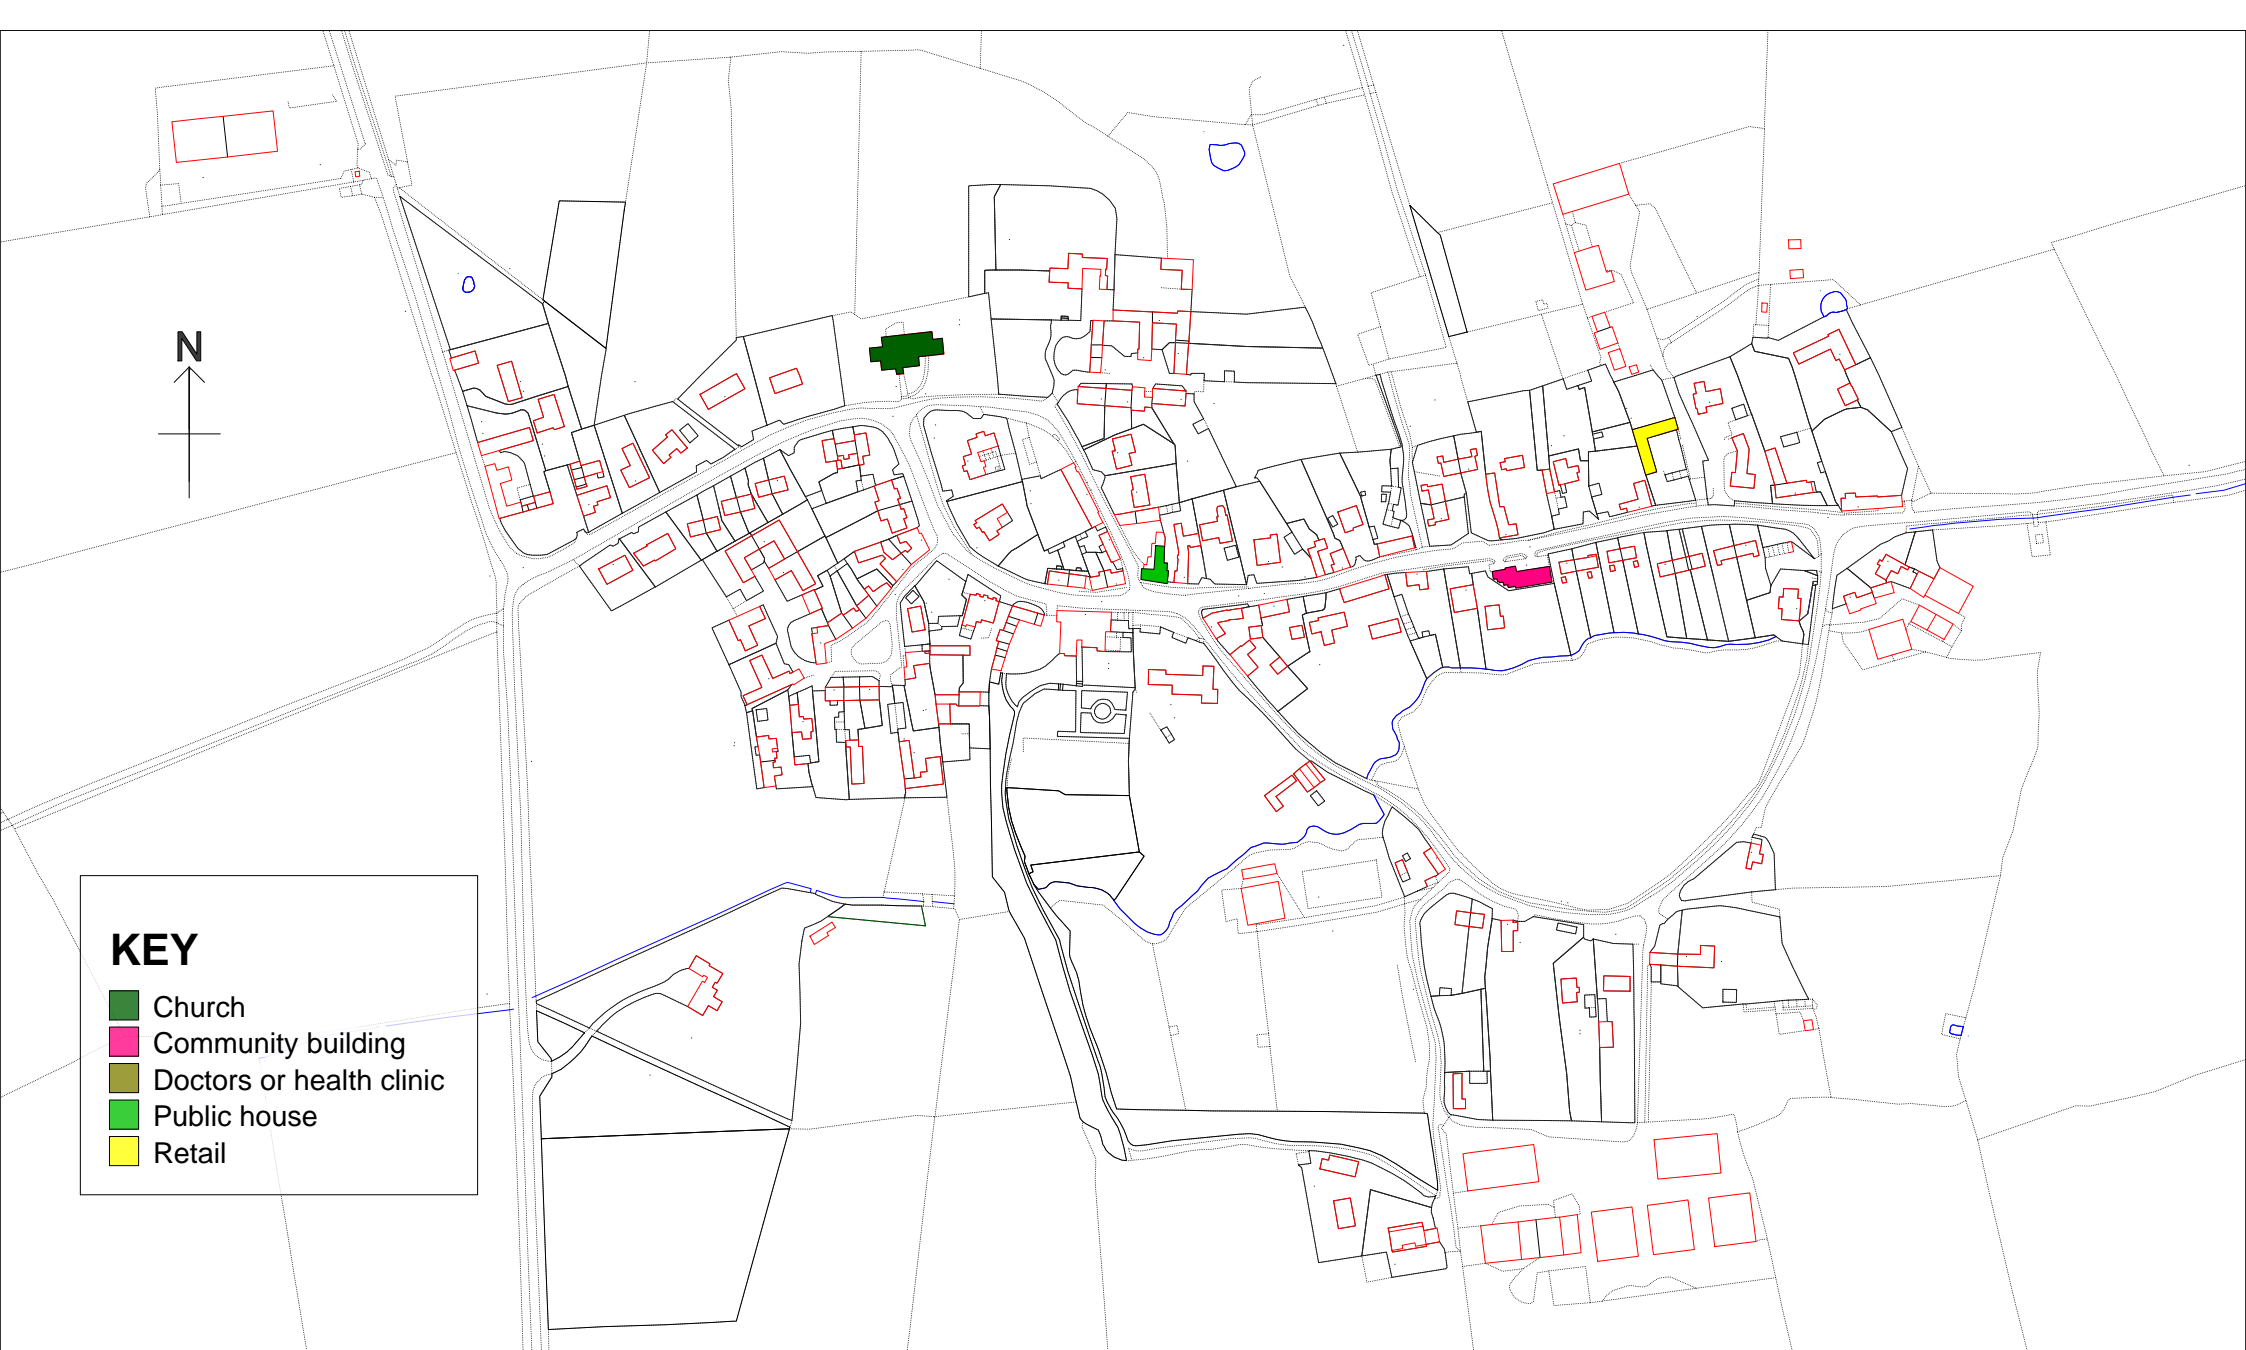 N
KEY
Church
Community building
Doctors or health clinic
Public house
Retail